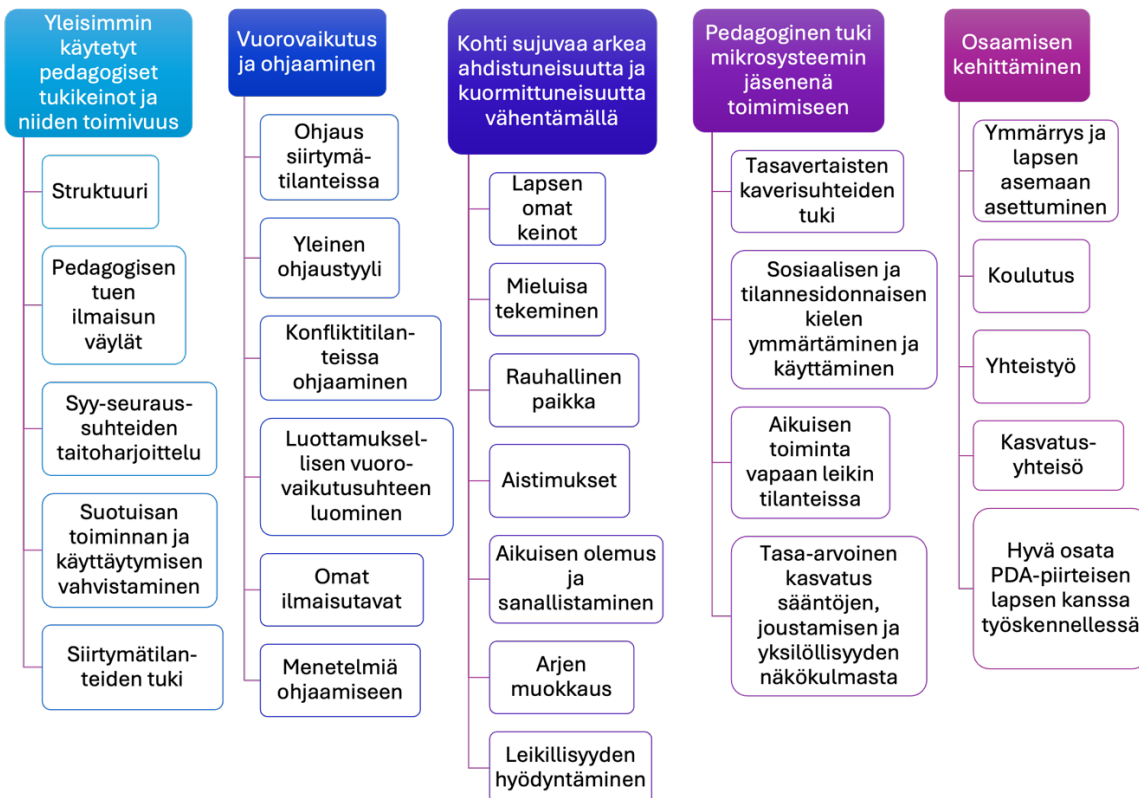 Yleisimmin
käytetyt
pedagogiset
tukikeinot ja
niiden toimivuus
Struktuuri
Pedagogisen
tuen
ilmaisun
väylät
Syy-seuraus-
suhteiden
taitoharjoittelu
Suotuisan
toiminnan ja
käyttäytymisen
vahvistaminen
Siirtymätilan-
teiden tuki
Vuorovaikutus
ja ohjaaminen
Ohjaus
siirtymä-
tilanteissa
Yleinen
ohjaustyyli
Konfliktitilan-
teissa
ohjaaminen
Luottamuksel-
lisen vuoro-
vaikutusuhteen
luominen
Omat
ilmaisutavat
Menetelmiä
ohjaamiseen
Kohti sujuvaa arkea
ahdistuneisuutta ja
kuormittuneisuutta
vähentämällä
Lapsen
omat
keinot
Mieluisa
tekeminen
Rauhallinen
paikka
Aistimukset
Aikuisen olemus
ja
sanallistaminen
Arjen
muokkaus
Leikillisyyden
hyödyntäminen
Pedagoginen tuki
mikrosysteemin
jäsenenä
toimimiseen
Tasavertaisten
kaverisuhteiden
tuki
Sosiaalisen ja
tilannesidonnaisen
kielen
ymmärtäminen ja
käyttäminen
Aikuisen
toiminta
vapaan leikin
tilanteissa
Tasa-arvoinen
kasvatus
sääntöjen,
joustamisen ja
yksilöllisyyden
näkökulmasta
Osaamisen
kehittäminen
Ymmärrys ja
lapsen
asemaan
asettuminen
Koulutus
Yhteistyö
Kasvatus-
yhteisö
Hyvä osata
PDA-piirteisen
lapsen kanssa
työskennellessä